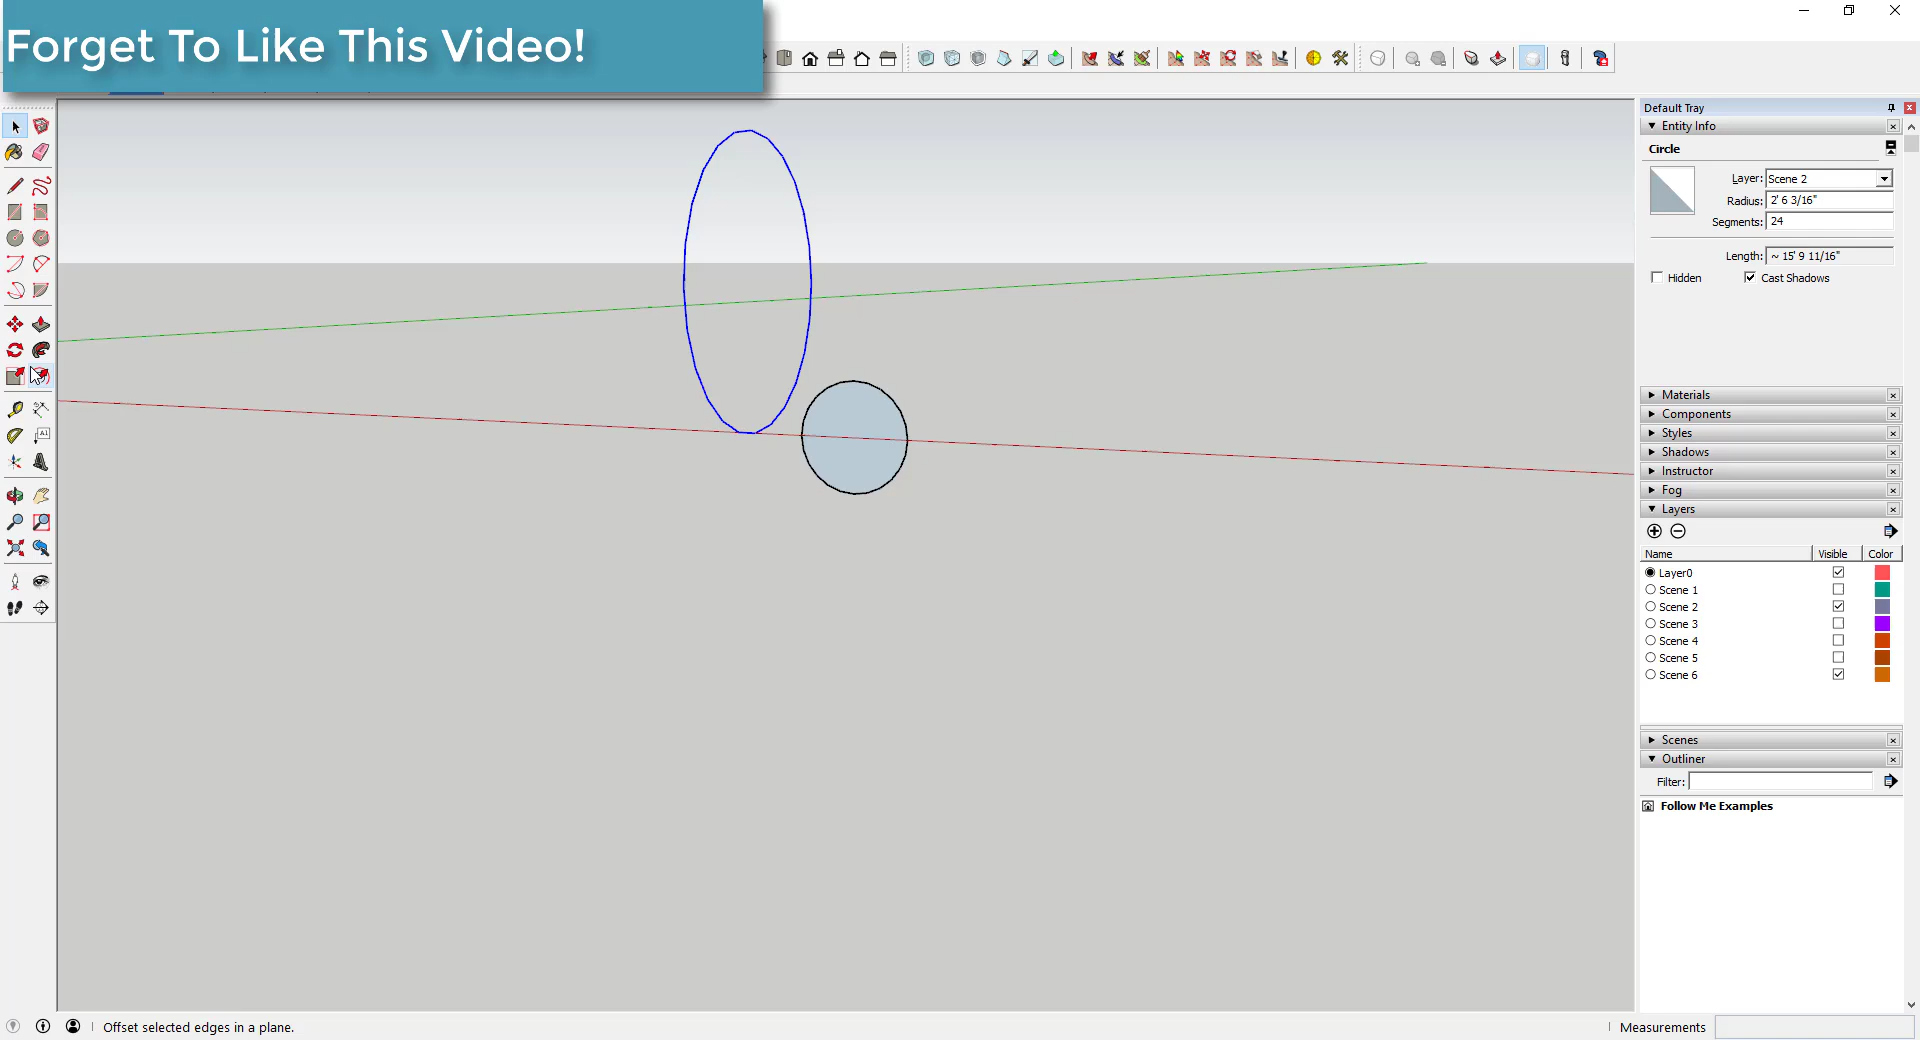 Forget To Like This Video!
Default Tray
Entity Info
Circle
Layer: Scene 2
Radius: 2' 6 3/16"
Segments: 24
Length: ~ 15' 9 11/16"
Hidden Cast Shadows
Materials
Components
Styles
Shadows
Instructor
Fog
Layers
Name Visible Color
Layer0
Scene 1
Scene 2
Scene 3
Scene 4
Scene 5
Scene 6
Scenes
Outliner
Filter:
Follow Me Examples
A1
Offset selected edges in a plane.
Measurements